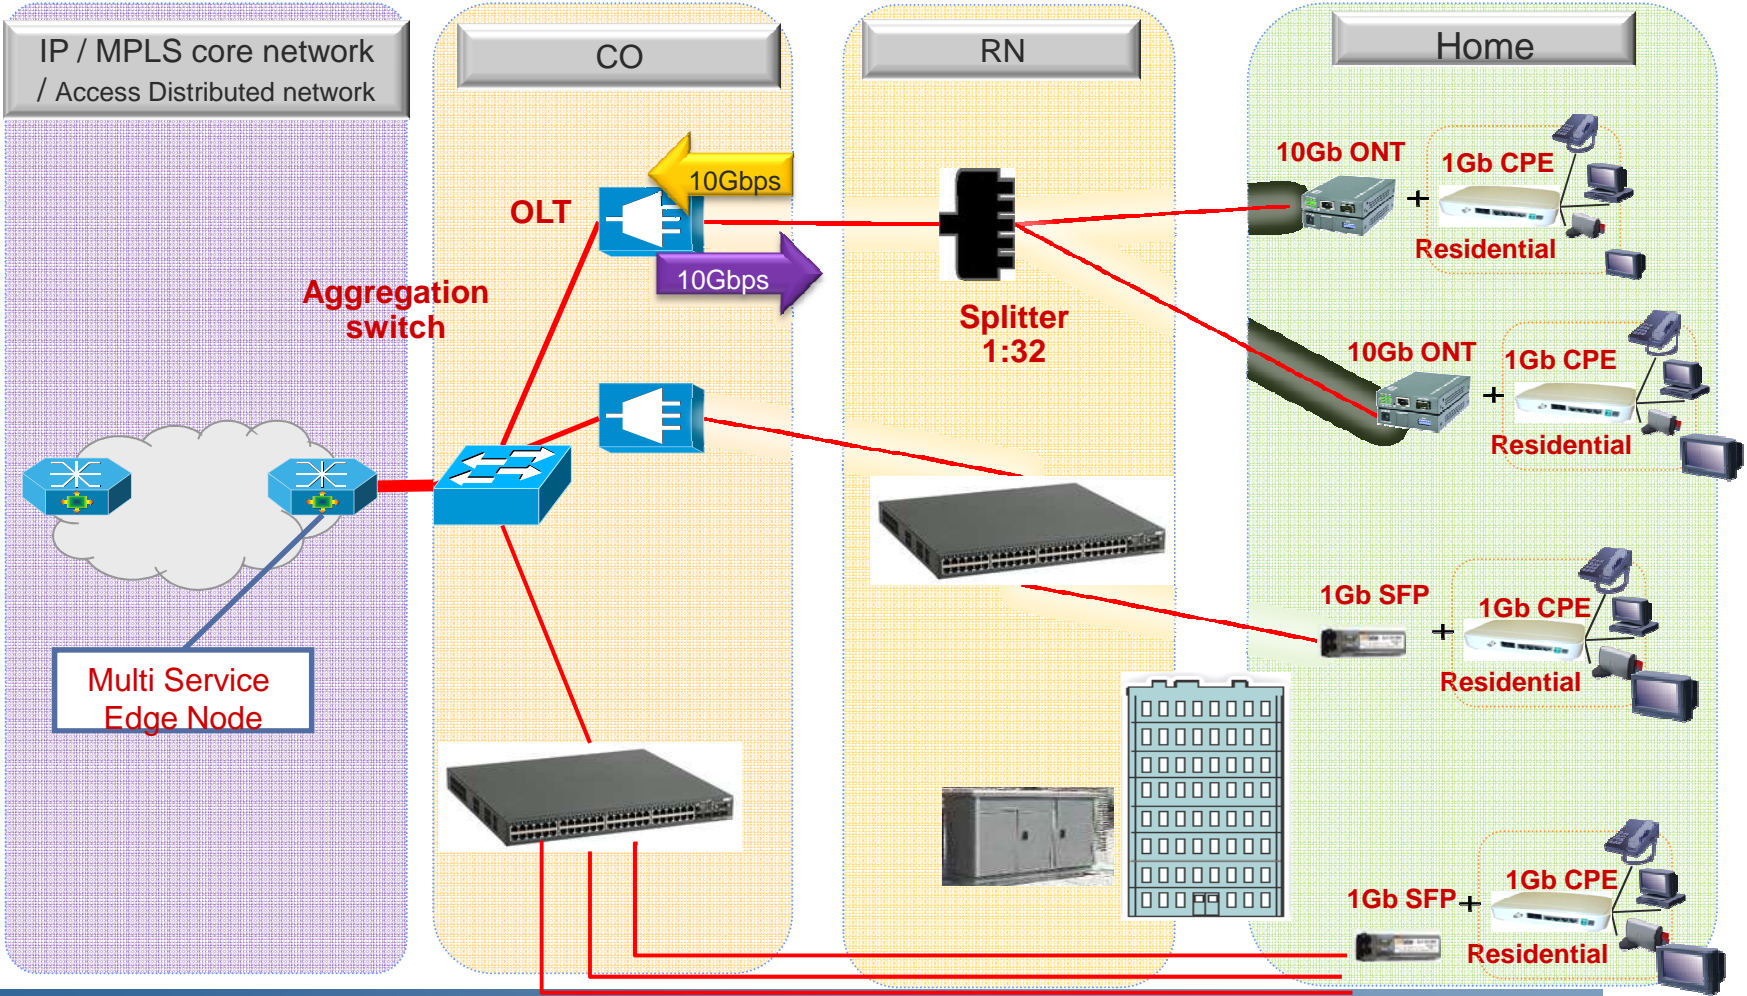 IP / MPLS core network
/ Access Distributed network
CO
RN
Home
10Gbps
OLT
10Gbps
Aggregation
switch
Splitter
1:32
Multi Service
Edge Node
10Gb ONT
+
1Gb CPE
Residential
10Gb ONT
+
1Gb CPE
Residential
1Gb SFP
+
1Gb CPE
Residential
1Gb SFP
+
1Gb CPE
Residential